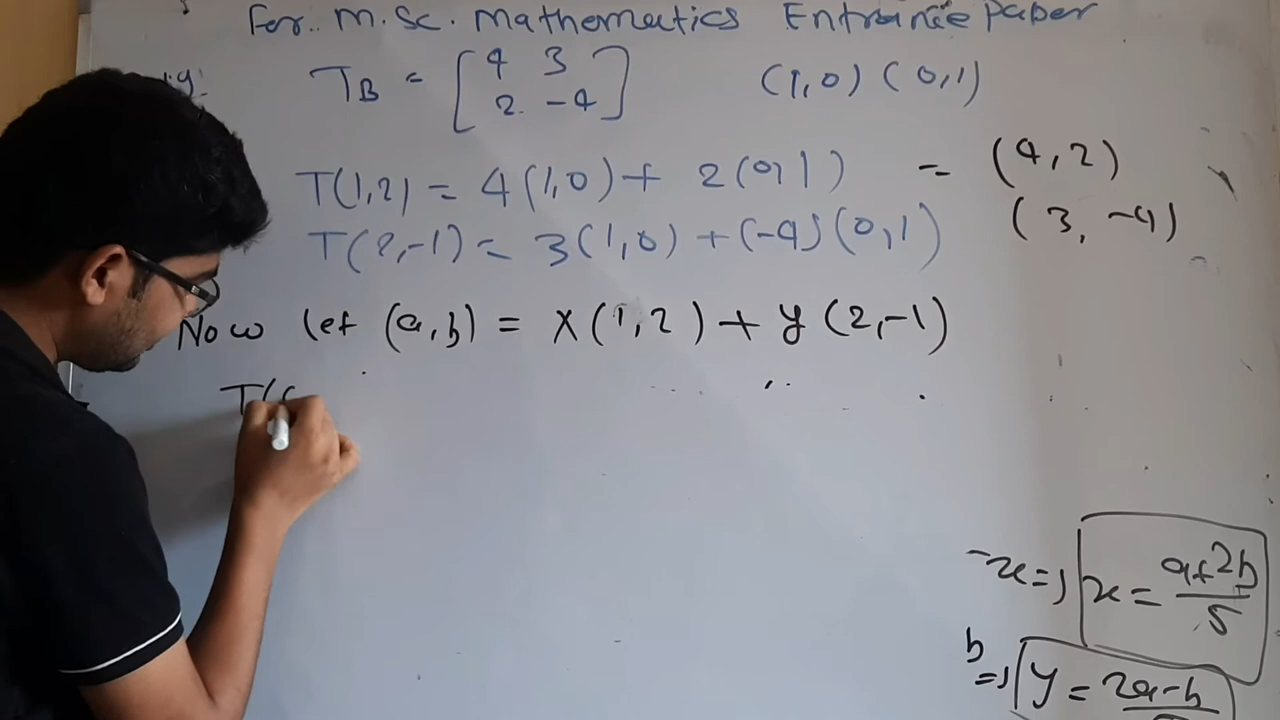 For.. M.Sc. Mathematics Entrance Paper
T_B = [4 3
2 -4] (1,0) (0,1)
T(1,2) = 4(1,0) + 2(0,1) = (4,2)
T(2,-1) = 3(1,0) + (-4)(0,1) (3,-4)
Now let (a,b) = x(1,2) + y(2,-1)
T(
-x => x = a+2b/5
b => y = 2a-b